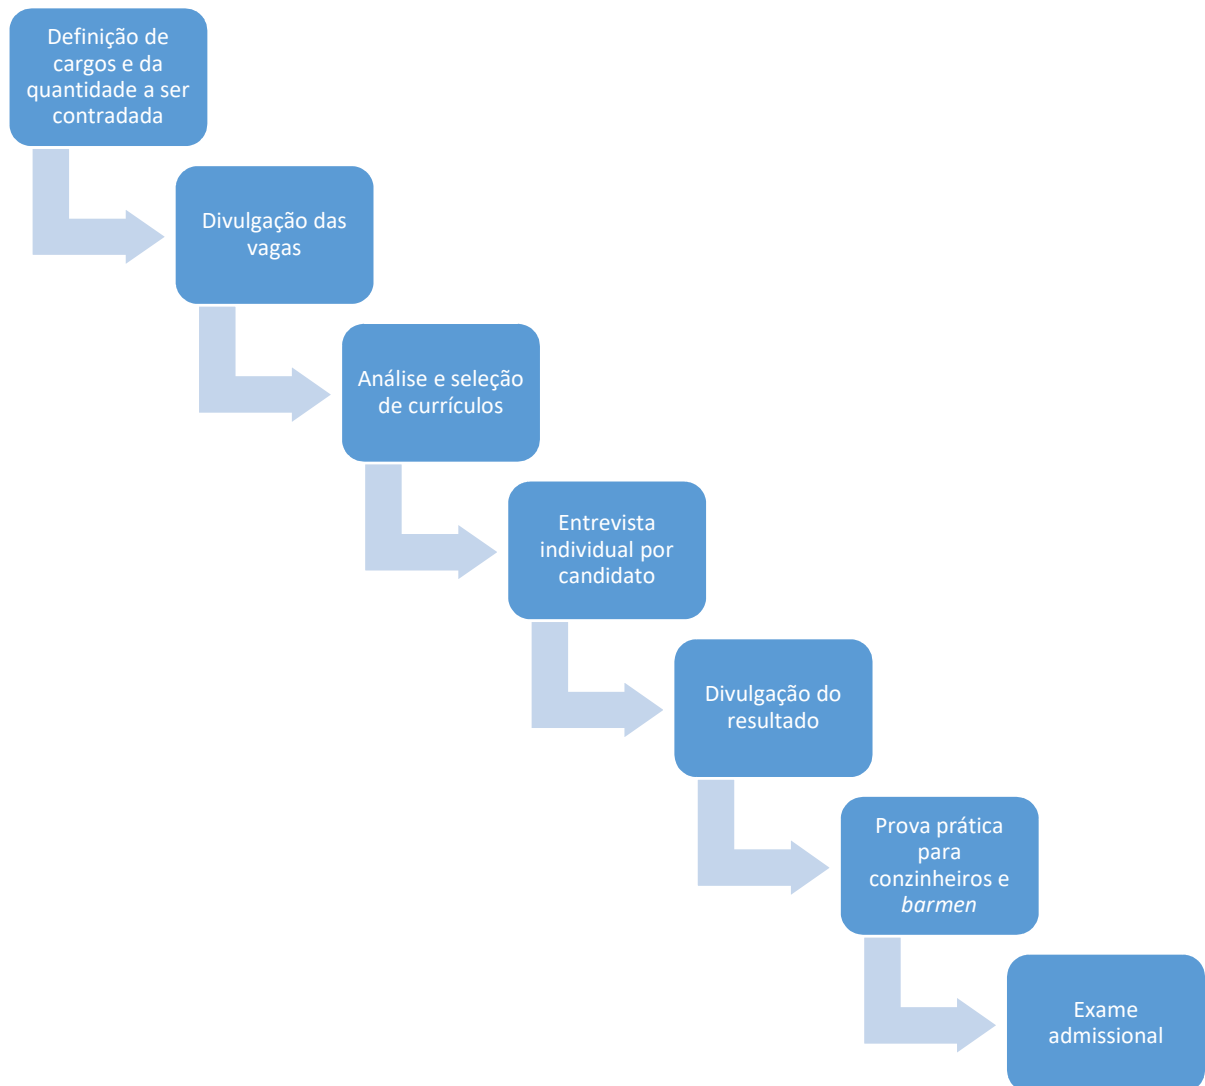 Definição de
cargos e da
quantidade a ser
contradada
Divulgação das
vagas
Análise e seleção
de currículos
Entrevista
individual por
candidato
Divulgação do
resultado
Prova prática
para
conzinheiros e
barmen
Exame
admissional